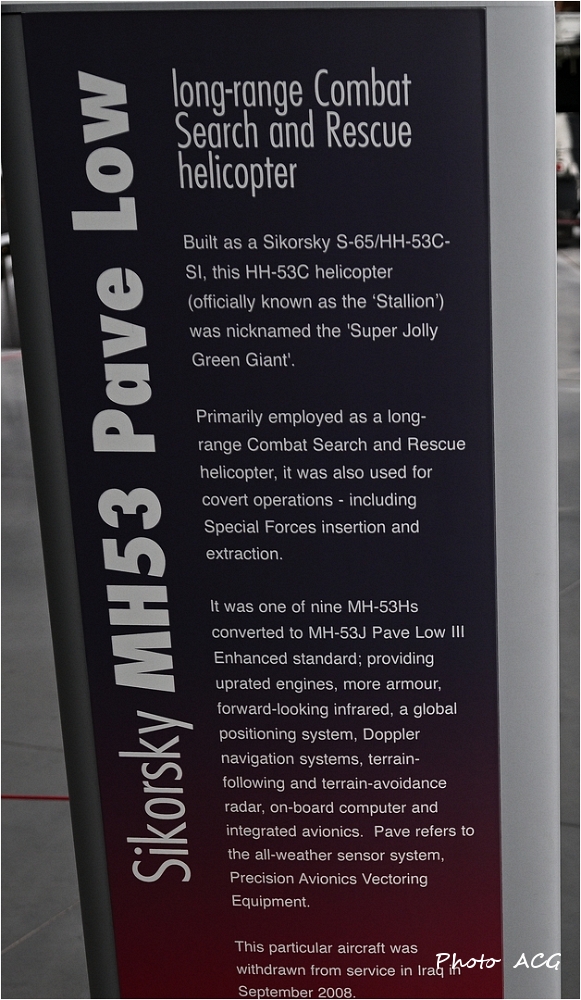 Sikorsky MH53 Pave Low
long-range Combat
Search and Rescue
helicopter
Built as a Sikorsky S-65/HH-53C-
SI, this HH-53C helicopter
(officially known as the ‘Stallion’)
was nicknamed the 'Super Jolly
Green Giant'.
Primarily employed as a long-
range Combat Search and Rescue
helicopter, it was also used for
covert operations - including
Special Forces insertion and
extraction.
It was one of nine MH-53Hs
converted to MH-53J Pave Low III
Enhanced standard; providing
uprated engines, more armour,
forward-looking infrared, a global
positioning system, Doppler
navigation systems, terrain-
following and terrain-avoidance
radar, on-board computer and
integrated avionics. Pave refers to
the all-weather sensor system,
Precision Avionics Vectoring
Equipment.
This particular aircraft was
withdrawn from service in Iraq in
September 2008.
Photo ACG